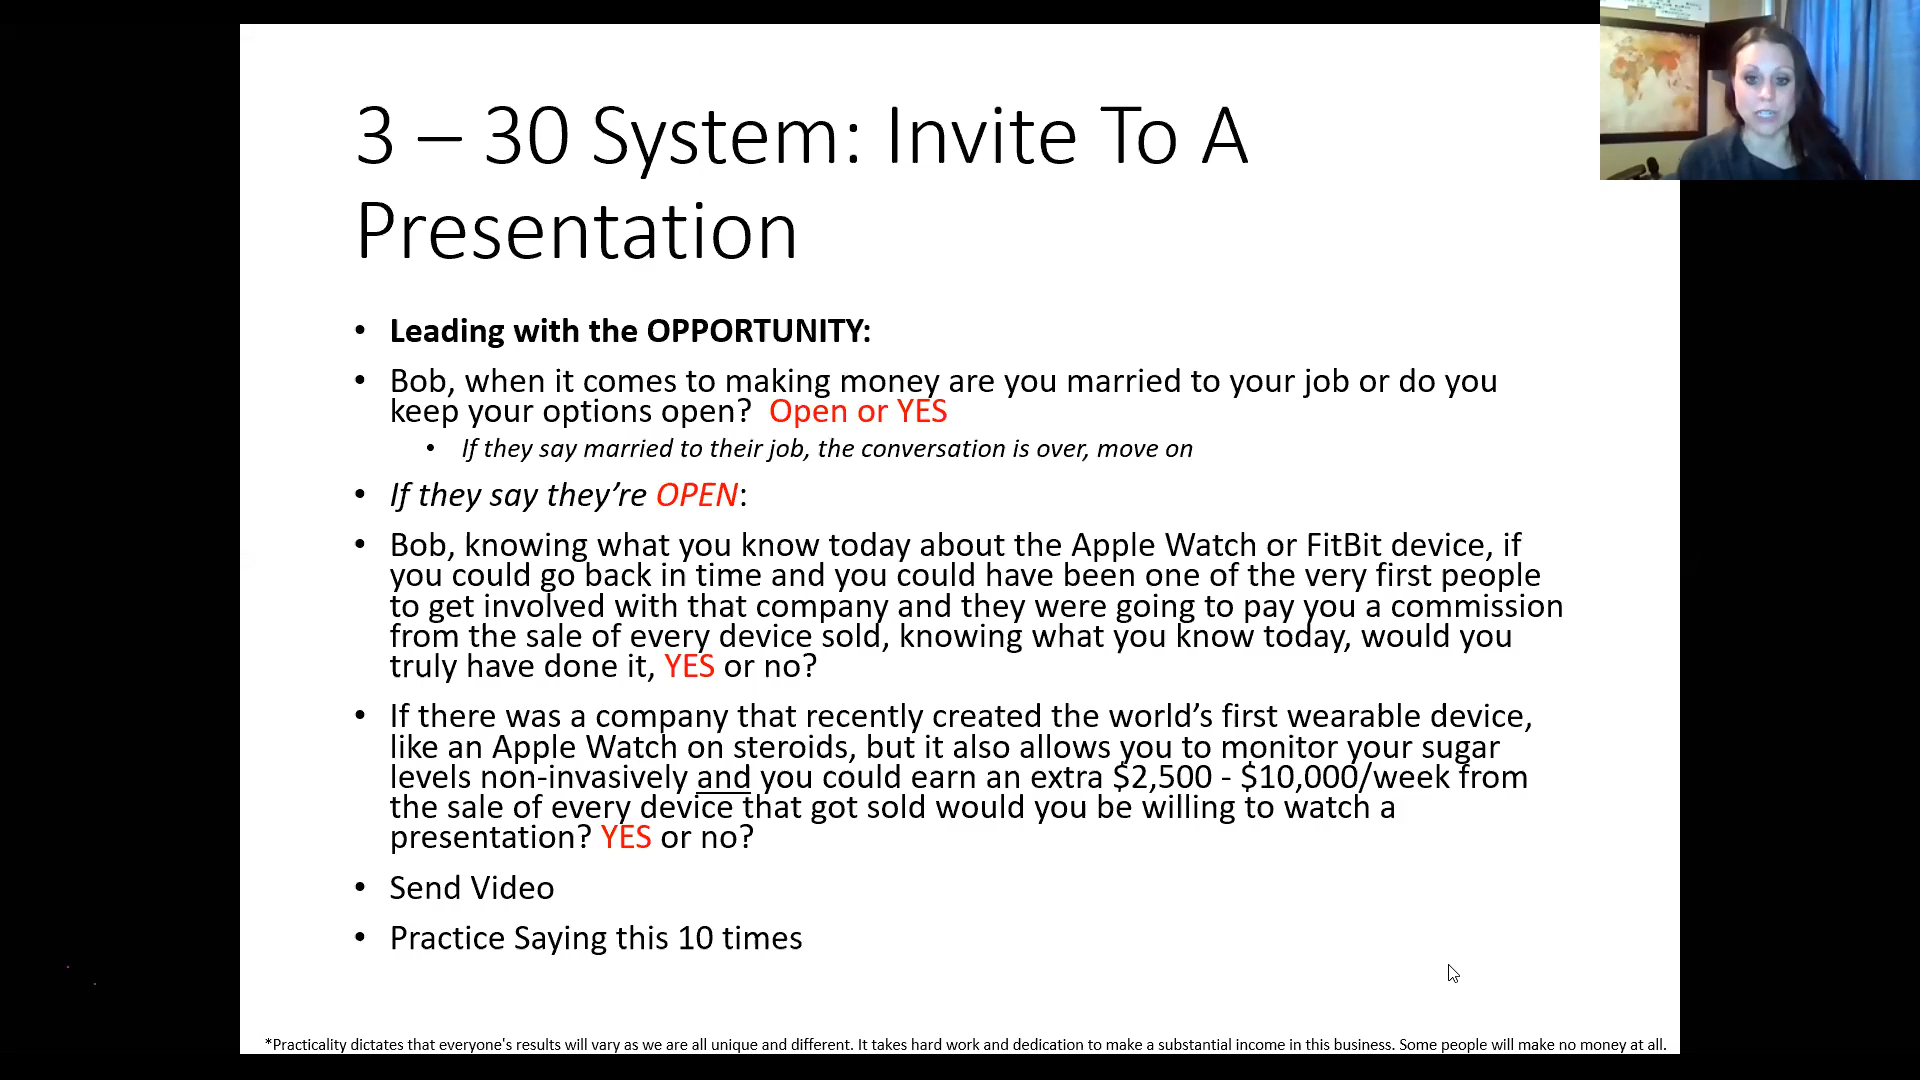 3 – 30 System: Invite To A
Presentation
• Leading with the OPPORTUNITY:
• Bob, when it comes to making money are you married to your job or do you
keep your options open?  Open or YES
• If they say married to their job, the conversation is over, move on
• If they say they’re OPEN:
• Bob, knowing what you know today about the Apple Watch or FitBit device, if
you could go back in time and you could have been one of the very first people
to get involved with that company and they were going to pay you a commission
from the sale of every device sold, knowing what you know today, would you
truly have done it, YES or no?
• If there was a company that recently created the world’s first wearable device,
like an Apple Watch on steroids, but it also allows you to monitor your sugar
levels non-invasively and you could earn an extra $2,500 - $10,000/week from
the sale of every device that got sold would you be willing to watch a
presentation? YES or no?
• Send Video
• Practice Saying this 10 times
*Practicality dictates that everyone's results will vary as we are all unique and different. It takes hard work and dedication to make a substantial income in this business. Some people will make no money at all.